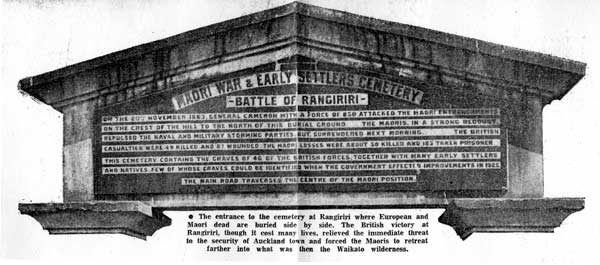 MAORI WAR & EARLY SETTLERS CEMETERY
- BATTLE OF RANGIRIRI -
ON THE 20TH NOVEMBER 1863, GENERAL CAMERON WITH A FORCE OF 850 ATTACKED THE MAORI ENTRENCHMENTS
ON THE CREST OF THE HILL TO THE NORTH OF THIS BURIAL GROUND. THE MAORIS, IN A STRONG REDOUBT,
REPULSED THE NAVAL AND MILITARY STORMING PARTIES, BUT SURRENDERED NEXT MORNING. THE BRITISH
CASUALTIES WERE 49 KILLED AND 87 WOUNDED. THE MAORI LOSSES WERE ABOUT 50 KILLED AND 183 TAKEN PRISONER
THIS CEMETERY CONTAINS THE GRAVES OF 46 OF THE BRITISH FORCES, TOGETHER WITH MANY EARLY SETTLERS
AND NATIVES, FEW OF WHOSE GRAVES COULD BE IDENTIFIED WHEN THE GOVERNMENT EFFECTED IMPROVEMENTS IN
THE MAIN ROAD TRAVERSES THE CENTRE OF THE MAORI POSITION.
● The entrance to the cemetery at Rangiriri where European and
Maori dead are buried side by side. The British victory at
Rangiriri, though it cost many lives, relieved the immediate threat
to the security of Auckland town and forced the Maoris to retreat
farther into what was then the Waikato wilderness.